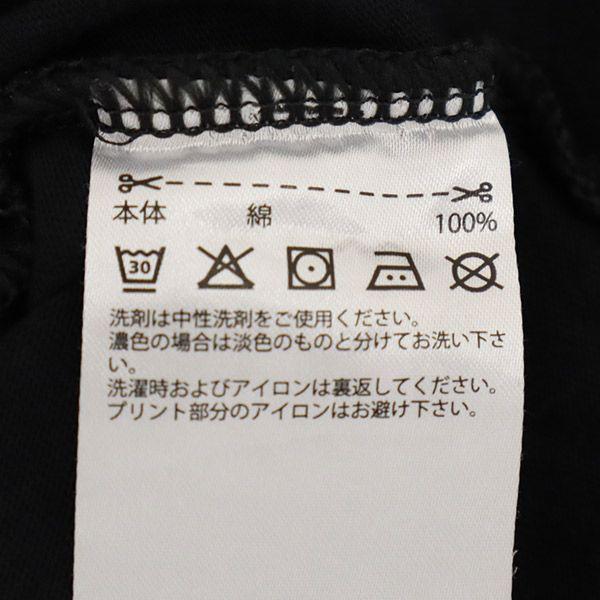 本体 綿 100%
30
洗剤は中性洗剤をご使用ください。
濃色の場合は淡色のものと分けてお洗い下さ
い。
洗濯時およびアイロンは裏返してください。
プリント部分のアイロンはお避け下さい。